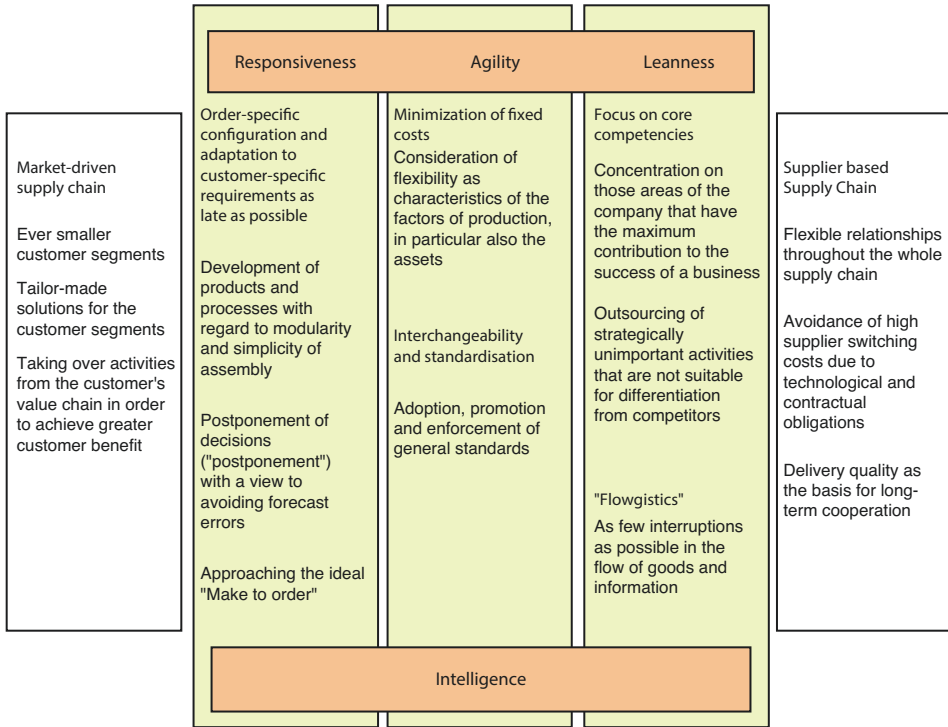 Responsiveness
Agility
Leanness
Market-driven
supply chain
Ever smaller
customer segments
Tailor-made
solutions for the
customer segments
Taking over activities
from the customer's
value chain in order
to achieve greater
customer benefit
Order-specific
configuration and
adaptation to
customer-specific
requirements as
late as possible
Development of
products and
processes with
regard to modularity
and simplicity of
assembly
Postponement of
decisions
("postponement")
with a view to
avoiding forecast
errors
Approaching the ideal
"Make to order"
Minimization of fixed
costs
Consideration of
flexibility as
characteristics of the
factors of production,
in particular also the
assets
Interchangeability
and standardisation
Adoption, promotion
and enforcement of
general standards
Focus on core
competencies
Concentration on
those areas of the
company that have
the maximum
contribution to the
success of a business
Outsourcing of
strategically
unimportant activities
that are not suitable
for differentiation
from competitors
"Flowgistics"
As few interruptions
as possible in the
flow of goods and
information
Supplier based
Supply Chain
Flexible relationships
throughout the whole
supply chain
Avoidance of high
supplier switching
costs due to
technological and
contractual
obligations
Delivery quality as
the basis for long-
term cooperation
Intelligence